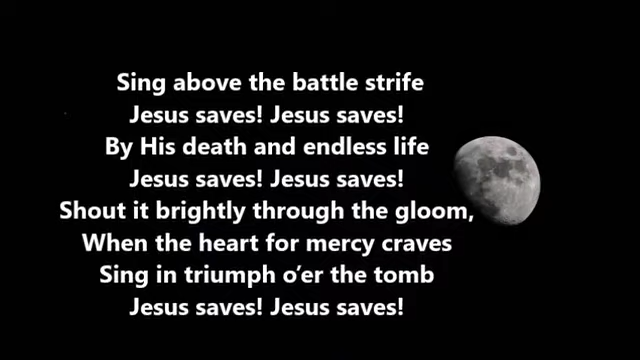 Sing above the battle strife
Jesus saves! Jesus saves!
By His death and endless life
Jesus saves! Jesus saves!
Shout it brightly through the gloom,
When the heart for mercy craves
Sing in triumph o’er the tomb
Jesus saves! Jesus saves!